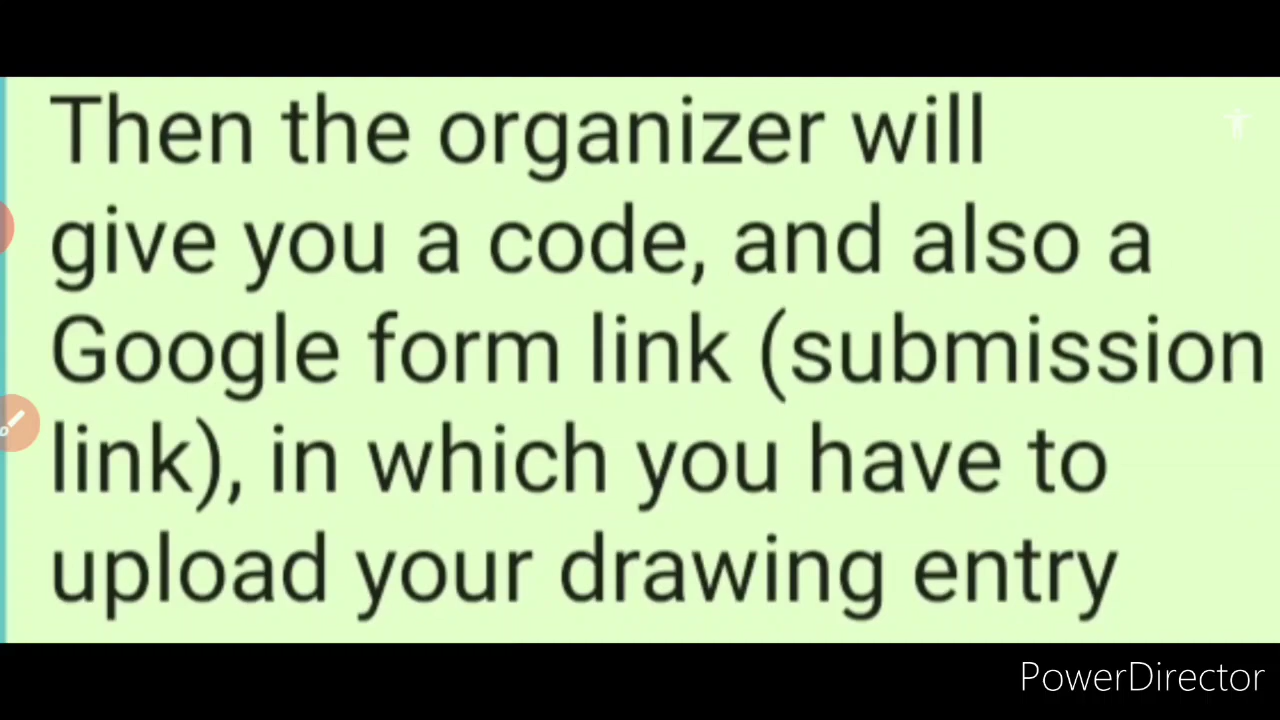 Then the organizer will
give you a code, and also a
Google form link (submission
link), in which you have to
upload your drawing entry
PowerDirector